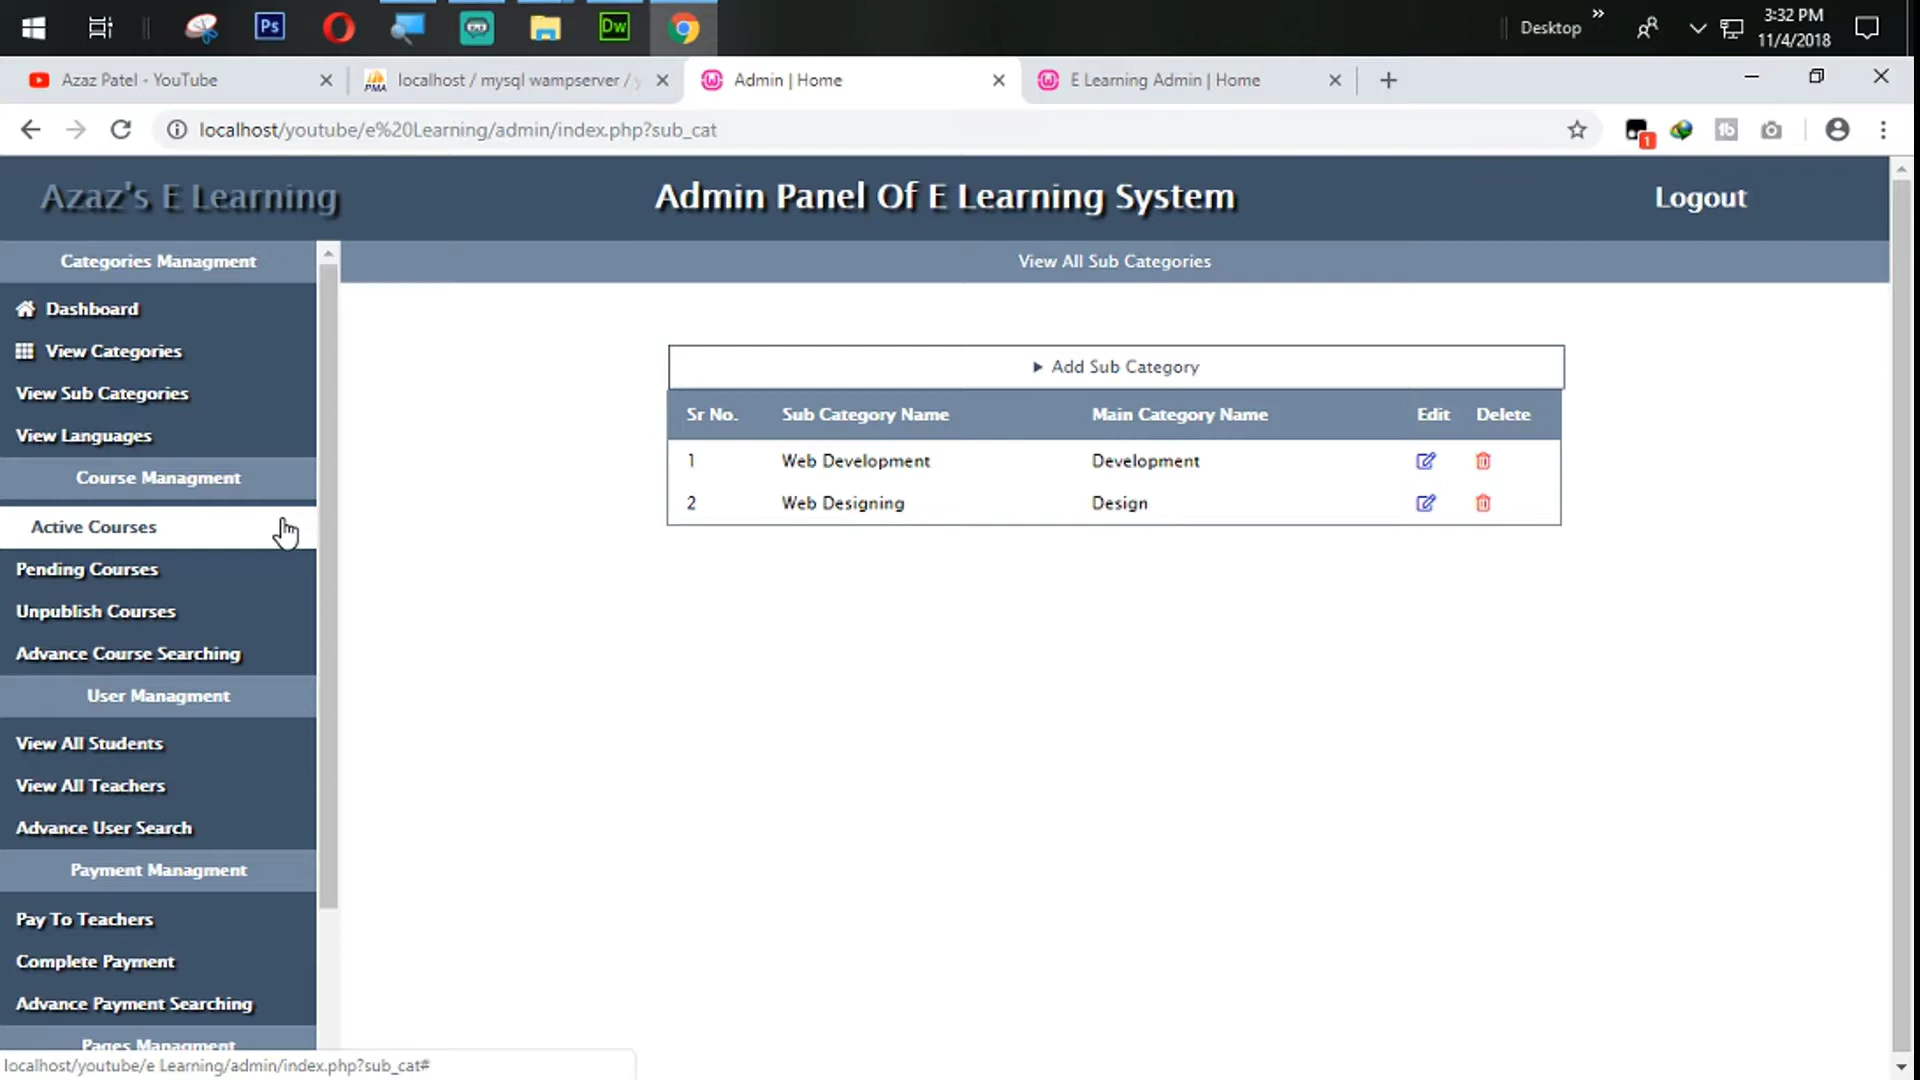 Ps
Dw
Desktop
»
3:32 PM
11/4/2018
Azaz Patel - YouTube
PMA
localhost / mysql wampserver / y
Admin | Home
E Learning Admin | Home
localhost/youtube/e%20Learning/admin/index.php?sub_cat
1
tb
Azaz's E Learning
Admin Panel Of E Learning System
Logout
Categories Managment
View All Sub Categories
Dashboard
View Categories
View Sub Categories
View Languages
Course Managment
Active Courses
Pending Courses
Unpublish Courses
Advance Course Searching
User Managment
View All Students
View All Teachers
Advance User Search
Payment Managment
Pay To Teachers
Complete Payment
Advance Payment Searching
Pages Managment
Add Sub Category
Sr No. Sub Category Name Main Category Name Edit Delete
1 Web Development Development
2 Web Designing Design
localhost/youtube/e Learning/admin/index.php?sub_cat#